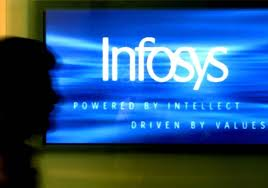 Infosys
POWERED BY INTELLECT
DRIVEN BY VALUES